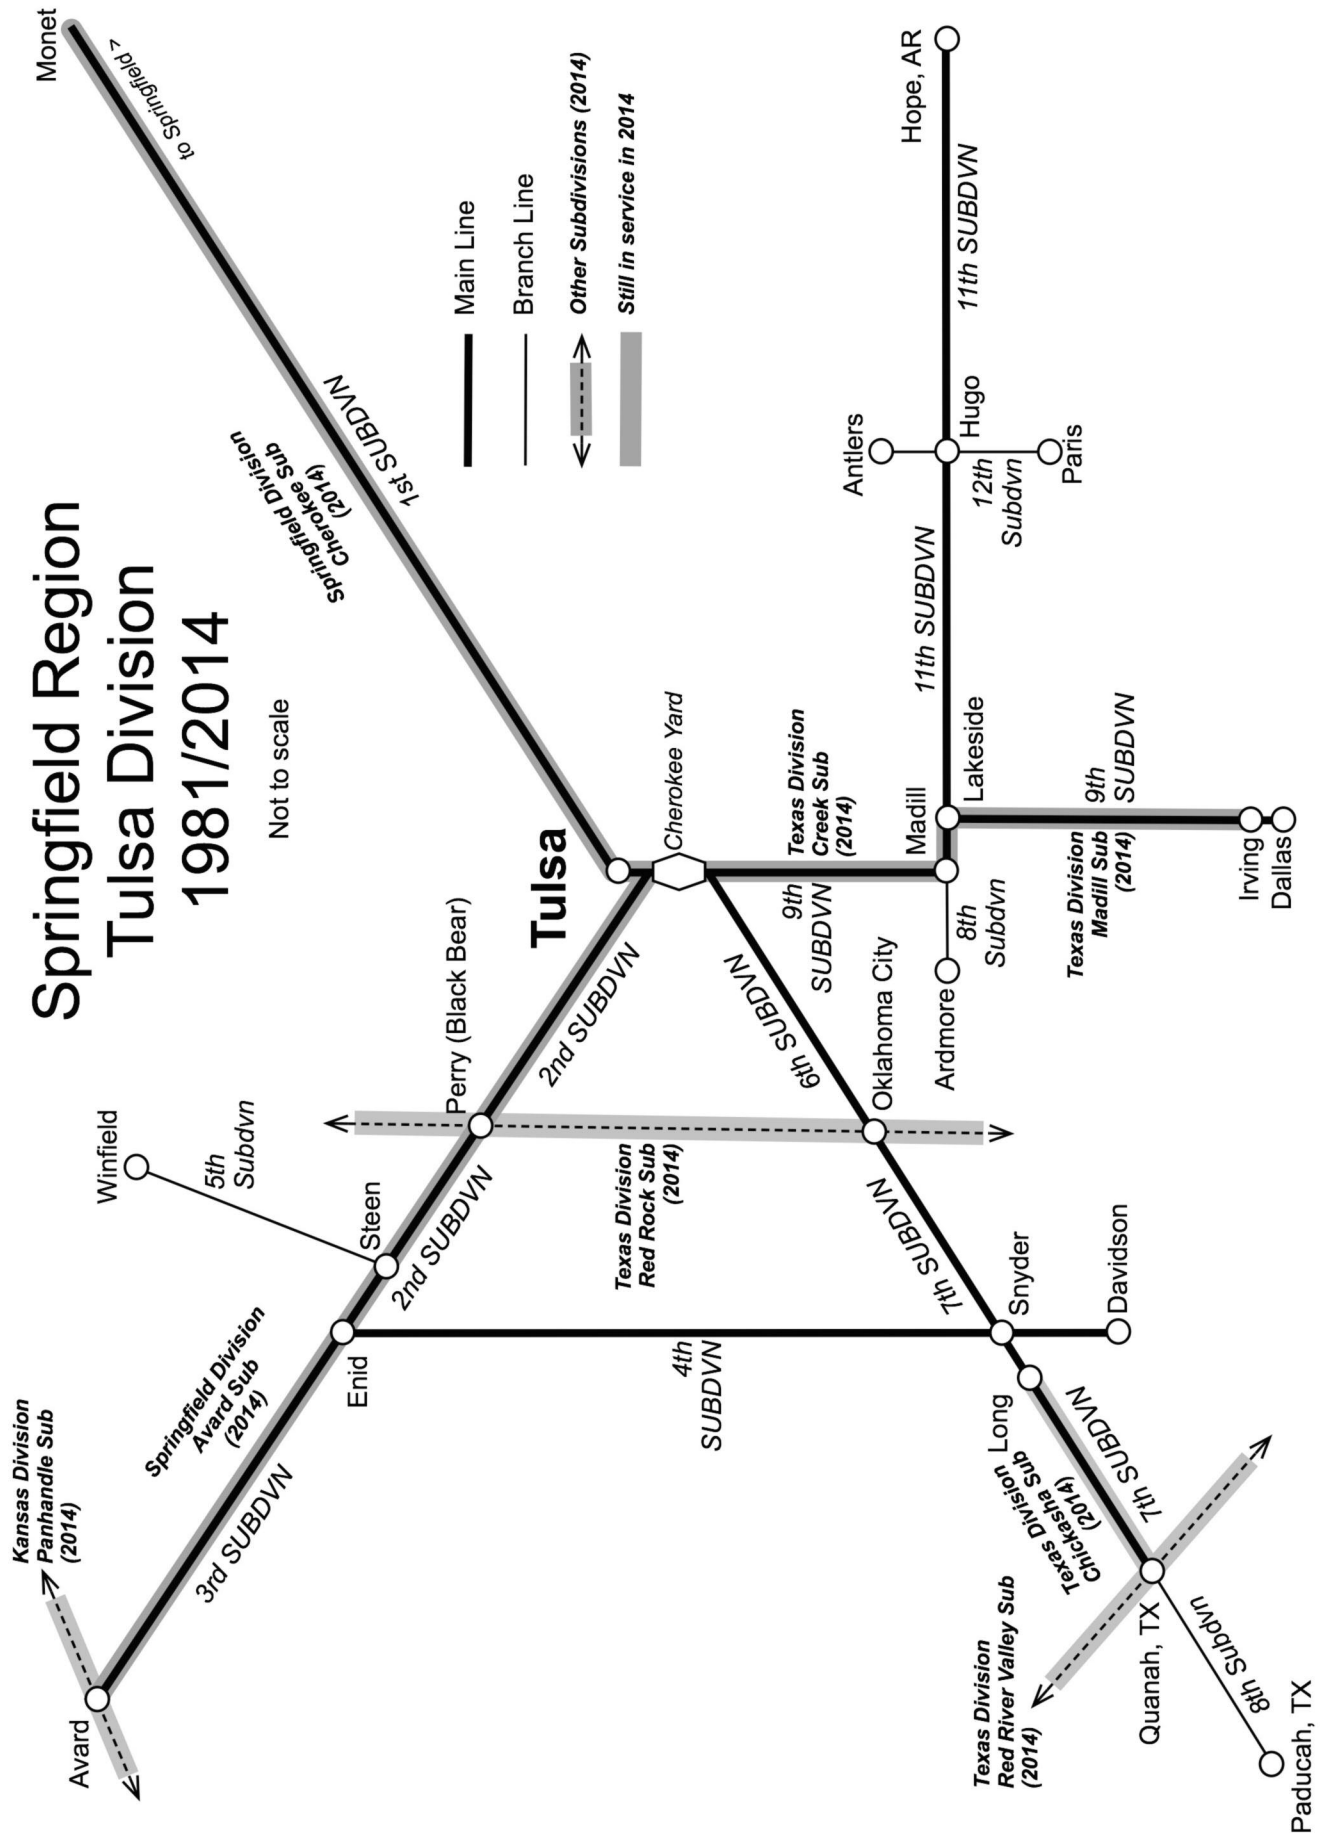 Springfield Region
Tulsa Division
1981/2014
Not to scale
Monet
to Springfield >
1st SUBDVN
Springfield Division
Cherokee Sub
(2014)
Main Line
Branch Line
Other Subdivisions (2014)
Still in service in 2014
Kansas Division
Panhandle Sub
(2014)
Avard
3rd SUBDVN
Springfield Division
Avard Sub
(2014)
Winfield
5th
Subdvn
Steen
Enid
2nd SUBDVN
Perry (Black Bear)
2nd SUBDVN
Tulsa
Cherokee Yard
4th
SUBDVN
Texas Division
Red Rock Sub
(2014)
6th SUBDVN
Oklahoma City
7th SUBDVN
9th
SUBDVN
Texas Division
Creek Sub
(2014)
Madill
Lakeside
11th SUBDVN
Antlers
Hugo
12th
Subdvn
Paris
11th SUBDVN
Hope, AR
Ardmore
8th
Subdvn
Texas Division
Madill Sub
(2014)
9th
SUBDVN
Irving
Dallas
Snyder
Davidson
Long
Texas Division
Chickasha Sub
(2014)
7th SUBDVN
Texas Division
Red River Valley Sub
(2014)
Quanah, TX
8th Subdvn
Paducah, TX